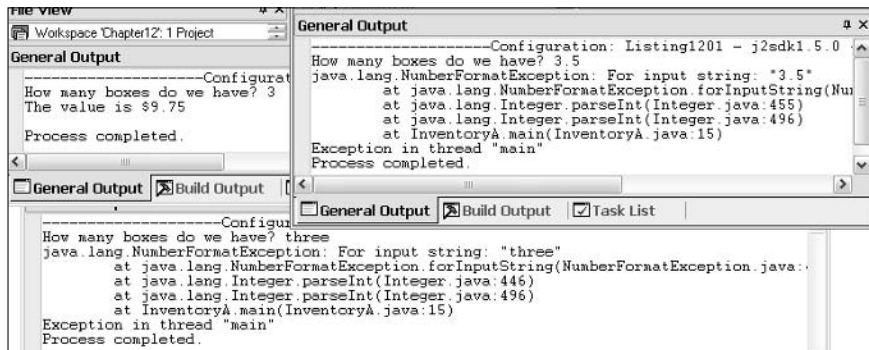 File View
Workspace 'Chapter12': 1 Project
General Output
--------------------Configurat
How many boxes do we have? 3
The value is $9.75
Process completed.
General Output
Build Output
General Output
--------------------Configuration: Listing1201 - j2sdk1.5.0
How many boxes do we have? 3.5
java.lang.NumberFormatException: For input string: "3.5"
at java.lang.NumberFormatException.forInputString(Nu
at java.lang.Integer.parseInt(Integer.java:455)
at java.lang.Integer.parseInt(Integer.java:496)
at InventoryA.main(InventoryA.java:15)
Exception in thread "main"
Process completed.
General Output
Build Output
Task List
--------------------Configu
How many boxes do we have? three
java.lang.NumberFormatException: For input string: "three"
at java.lang.NumberFormatException.forInputString(NumberFormatException.java:
at java.lang.Integer.parseInt(Integer.java:446)
at java.lang.Integer.parseInt(Integer.java:496)
at InventoryA.main(InventoryA.java:15)
Exception in thread "main"
Process completed.